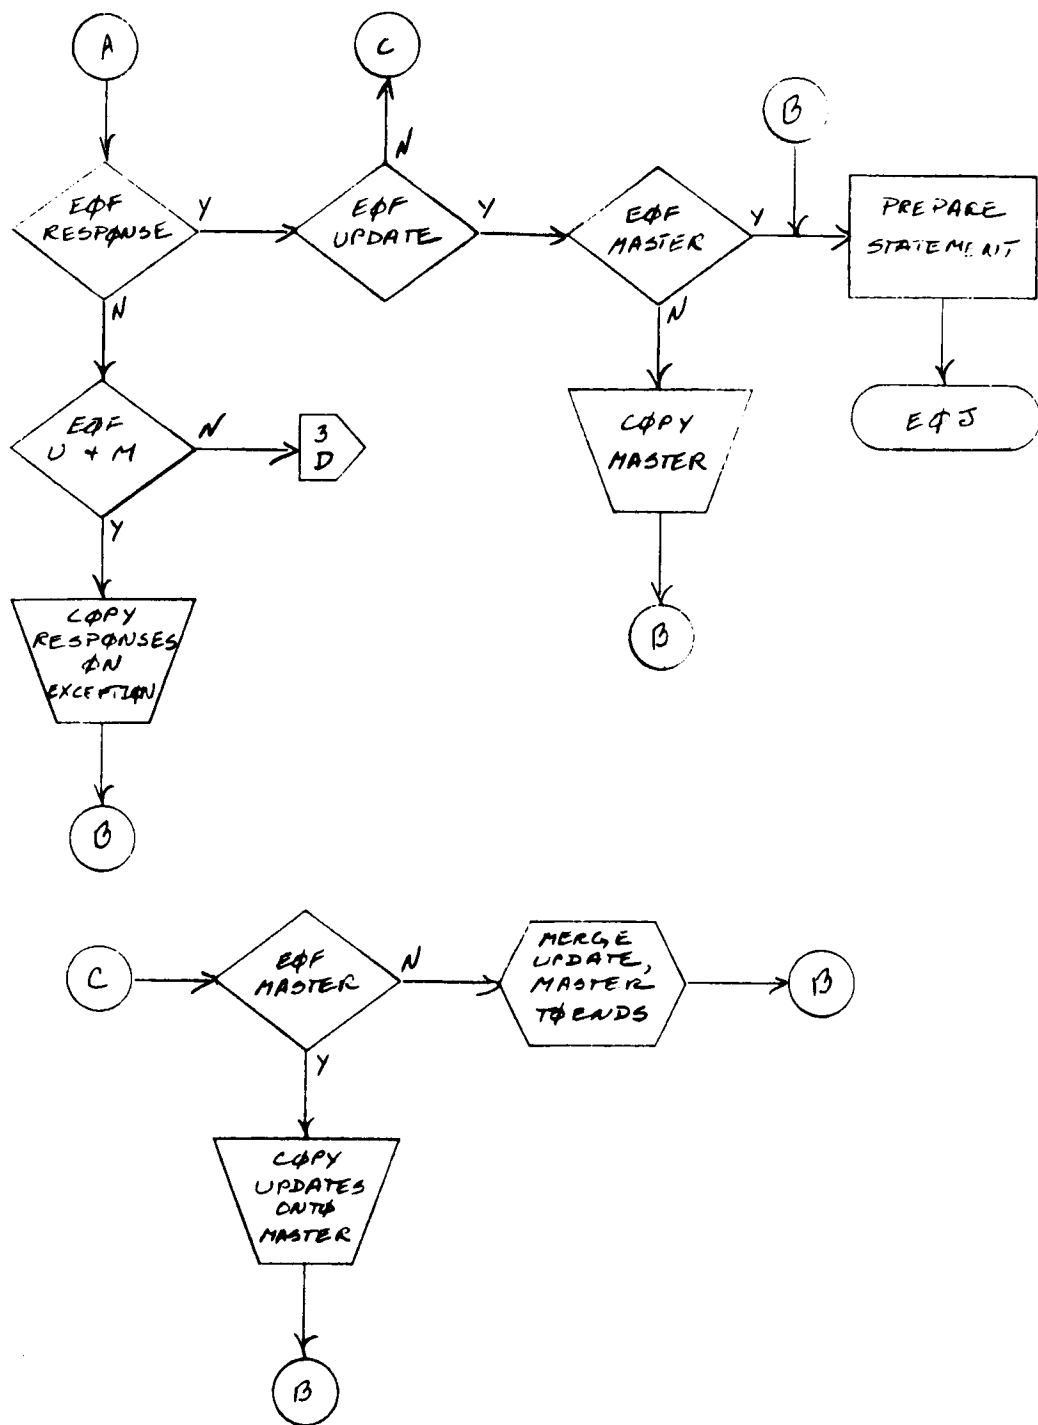 A
C
B
N
EØF
RESPØNSE
Y
EØF
UPDATE
Y
EØF
MASTER
Y
PREPARE
STATEMENT
N
N
EØF
U + M
N
3
D
CØPY
MASTER
EØJ
Y
CØPY
RESPØNSES
ØN
EXCEPTIØN
B
B
C
EØF
MASTER
N
MERGE
UPDATE,
MASTER
TØ ENDS
B
Y
CØPY
UPDATES
ONTØ
MASTER
B